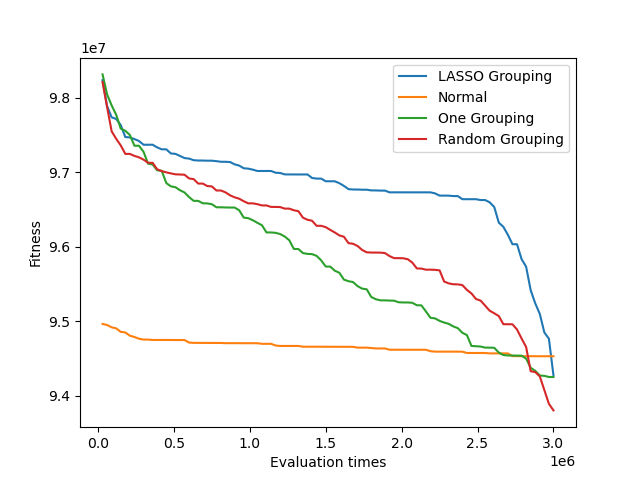 1e7
LASSO Grouping
Normal
One Grouping
Random Grouping
9.8
9.7
9.6
9.5
9.4
Fitness
0.0 0.5 1.0 1.5 2.0 2.5 3.0
Evaluation times
1e6